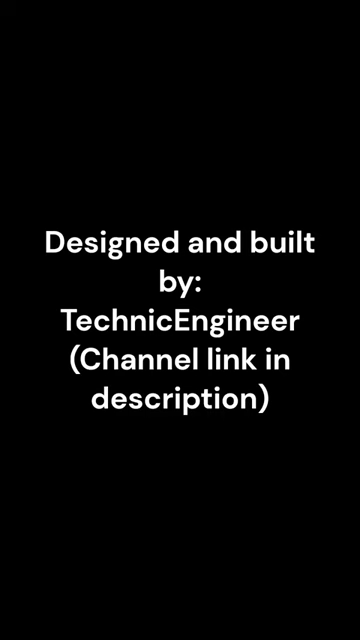 Designed and built
by:
TechnicEngineer
(Channel link in
description)